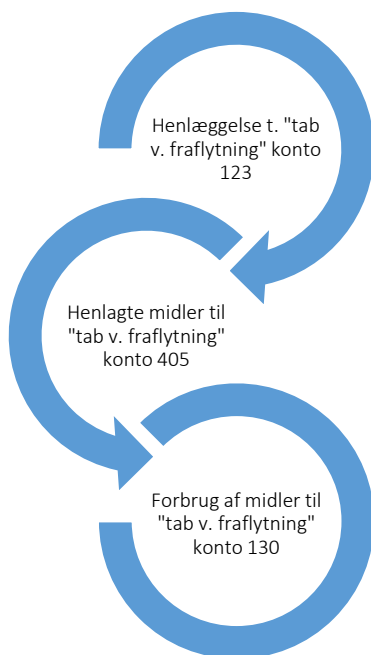 Henlæggelse t. "tab
v. fraflytning" konto
123
Henlagte midler til
"tab v. fraflytning"
konto 405
Forbrug af midler til
"tab v. fraflytning"
konto 130